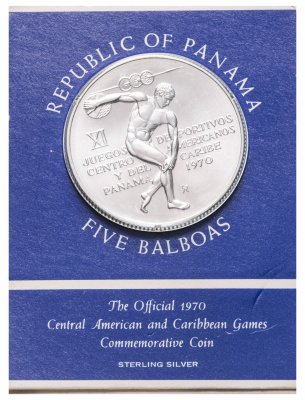 REPUBLIC OF PANAMA
XI DEPORTIVOS
JUEGOS AMERICANOS
CENTRO CARIBE
Y DEL 1970
PANAMA
FIVE BALBOAS
The Official 1970
Central American and Caribbean Games
Commemorative Coin
STERLING SILVER